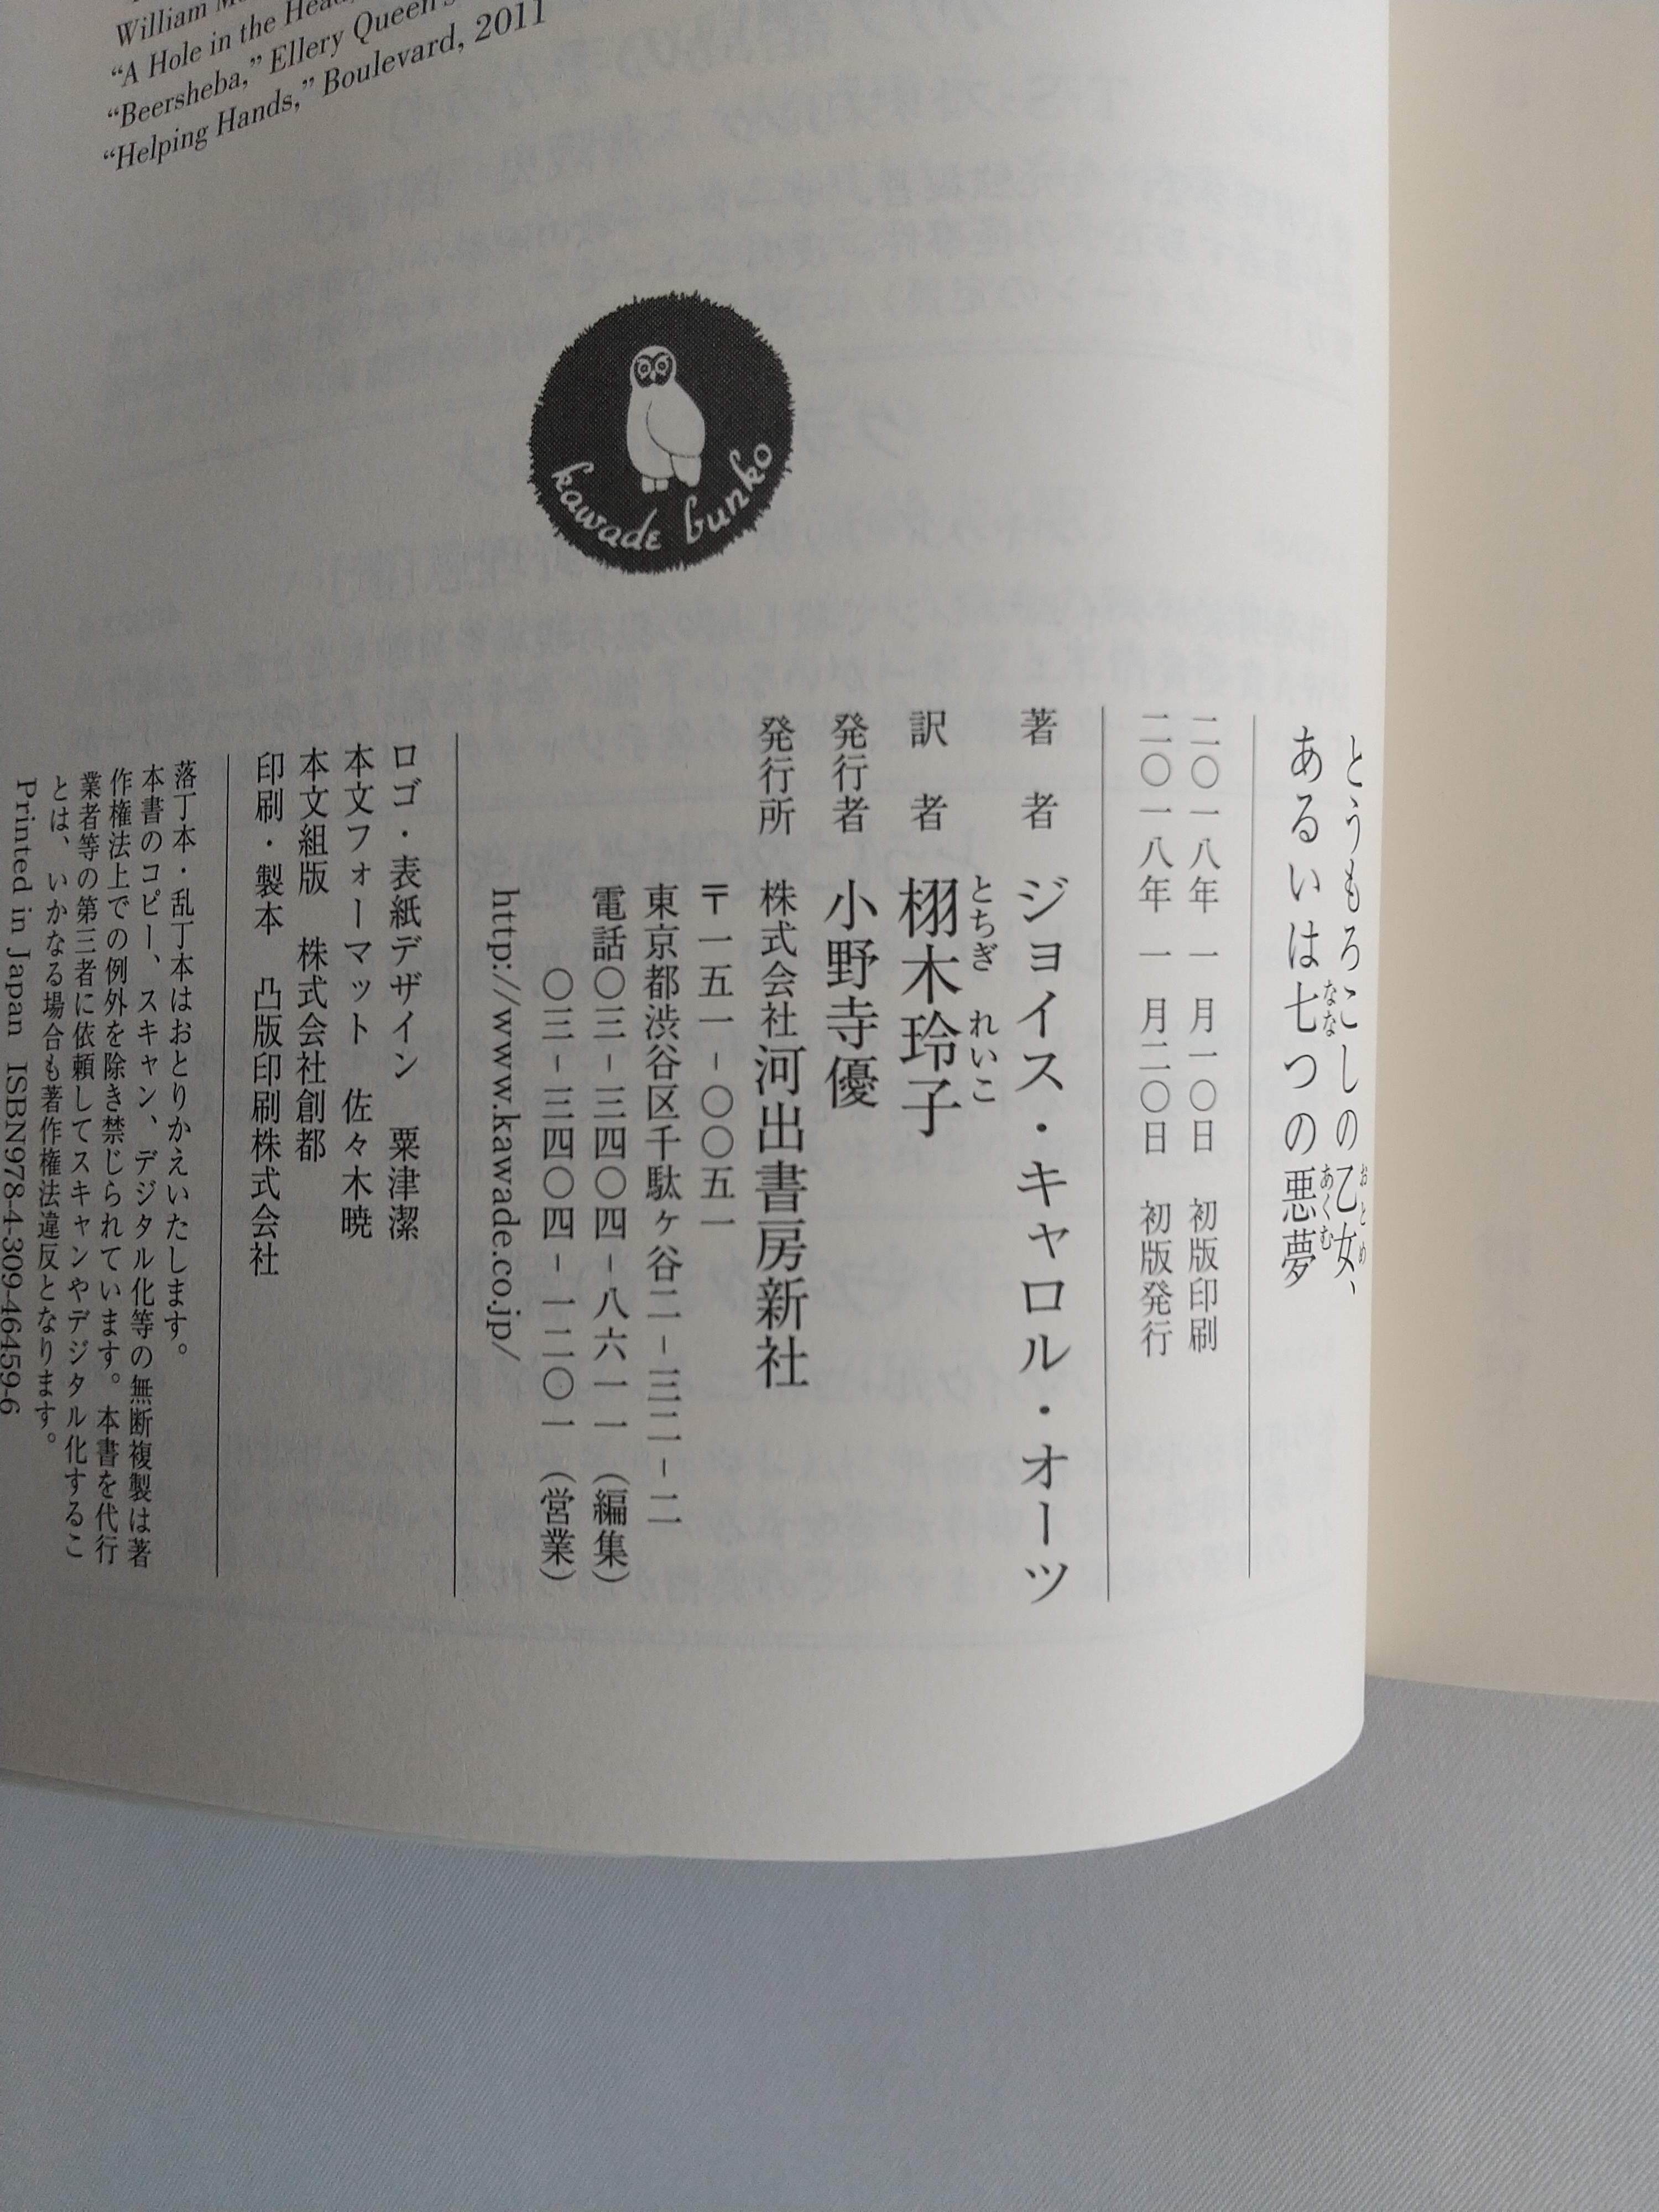 William M
“A Hole in the Head,
“Beersheba,” Ellery Queen's
“Helping Hands,” Boulevard, 2011
kawade bunko
とうもろこしの乙女、
おとめ
あるいは七つの悪夢
なな
あくむ
二〇一八年 一 月一〇日 初版印刷
二〇一八年 一 月二〇日 初版発行
著 者 ジョイス・キャロル・オーツ
訳 者 栩木玲子
とちぎ れいこ
発行者 小野寺優
発行所 株式会社河出書房新社
〒一五一-〇〇五一
東京都渋谷区千駄ヶ谷二-三二-二
電話〇三-三四〇四-八六一一（編集）
〇三-三四〇四-一二〇一（営業）
http://www.kawade.co.jp/
ロゴ・表紙デザイン 粟津潔
本文フォーマット 佐々木暁
本文組版 株式会社創都
印刷・製本 凸版印刷株式会社
落丁本・乱丁本はおとりかえいたします。
本書のコピー、スキャン、デジタル化等の無断複製は著
作権法上での例外を除き禁じられています。本書を代行
業者等の第三者に依頼してスキャンやデジタル化するこ
とは、いかなる場合も著作権法違反となります。
Printed in Japan ISBN978-4-309-46459-6